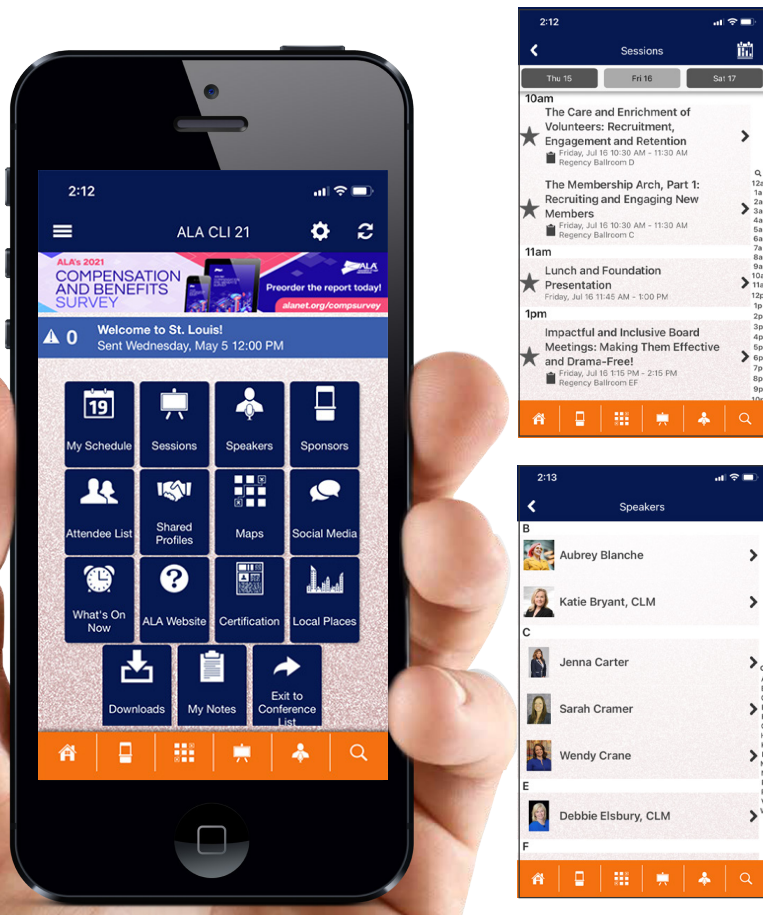 2:12
ALA CLI 21
ALA's 2021
COMPENSATION
AND BENEFITS
SURVEY
ALA
Preorder the report today!
alanet.org/compsurvey
0
Welcome to St. Louis!
Sent Wednesday, May 5 12:00 PM
19
My Schedule
Sessions
Speakers
Sponsors
Attendee List
Shared
Profiles
Maps
Social Media
What's On
Now
ALA Website
Certification
Local Places
Downloads
My Notes
Exit to
Conference
List
2:12
Sessions
Thu 15
Fri 16
Sat 17
10am
The Care and Enrichment of
Volunteers: Recruitment,
Engagement and Retention
Friday, Jul 16 10:30 AM - 11:30 AM
Regency Ballroom D
The Membership Arch, Part 1:
Recruiting and Engaging New
Members
Friday, Jul 16 10:30 AM - 11:30 AM
Regency Ballroom C
11am
Lunch and Foundation
Presentation
Friday, Jul 16 11:45 AM - 1:00 PM
1pm
Impactful and Inclusive Board
Meetings: Making Them Effective
and Drama-Free!
Friday, Jul 16 1:15 PM - 2:15 PM
Regency Ballroom EF
2:13
Speakers
B
Aubrey Blanche
Katie Bryant, CLM
C
Jenna Carter
Sarah Cramer
Wendy Crane
E
Debbie Elsbury, CLM
F